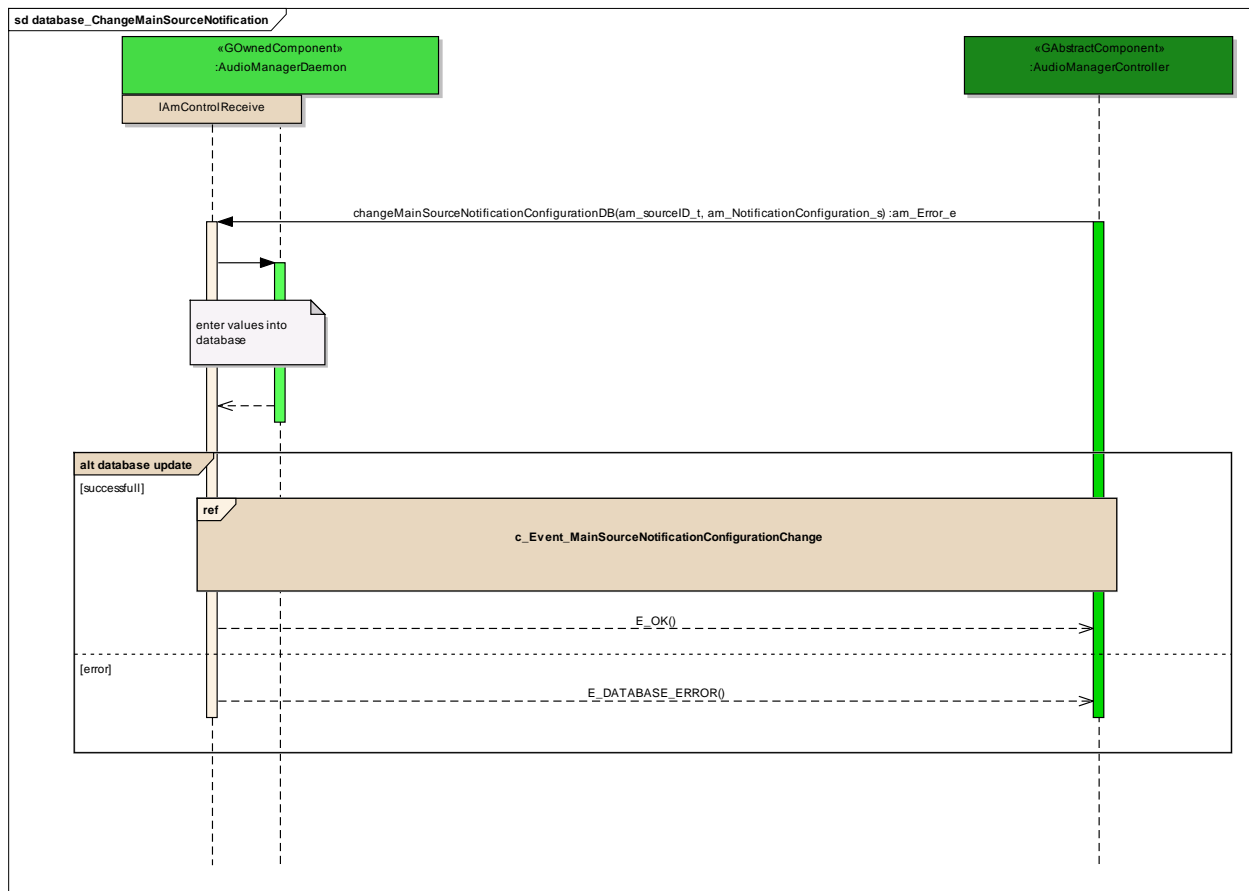 sd database_ChangeMainSourceNotification
«GOwnedComponent»
:AudioManagerDaemon
«GAbstractComponent»
:AudioManagerController
IAmControlReceive
changeMainSourceNotificationConfigurationDB(am_sourceID_t, am_NotificationConfiguration_s) :am_Error_e
enter values into
database
alt database update
[successfull]
ref
c_Event_MainSourceNotificationConfigurationChange
E_OK()
[error]
E_DATABASE_ERROR()